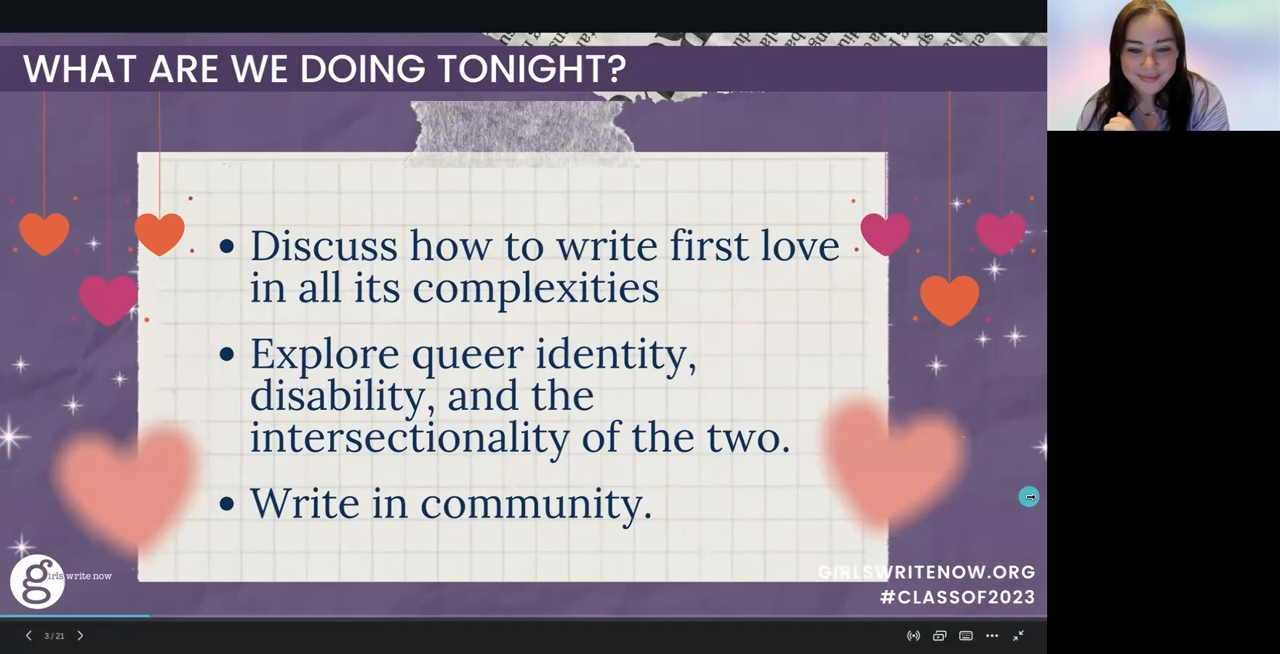 WHAT ARE WE DOING TONIGHT?
• Discuss how to write first love
in all its complexities
• Explore queer identity,
disability, and the
intersectionality of the two.
• Write in community.
girls write now
GIRLSWRITENOW.ORG
#CLASSOF2023
3 / 21